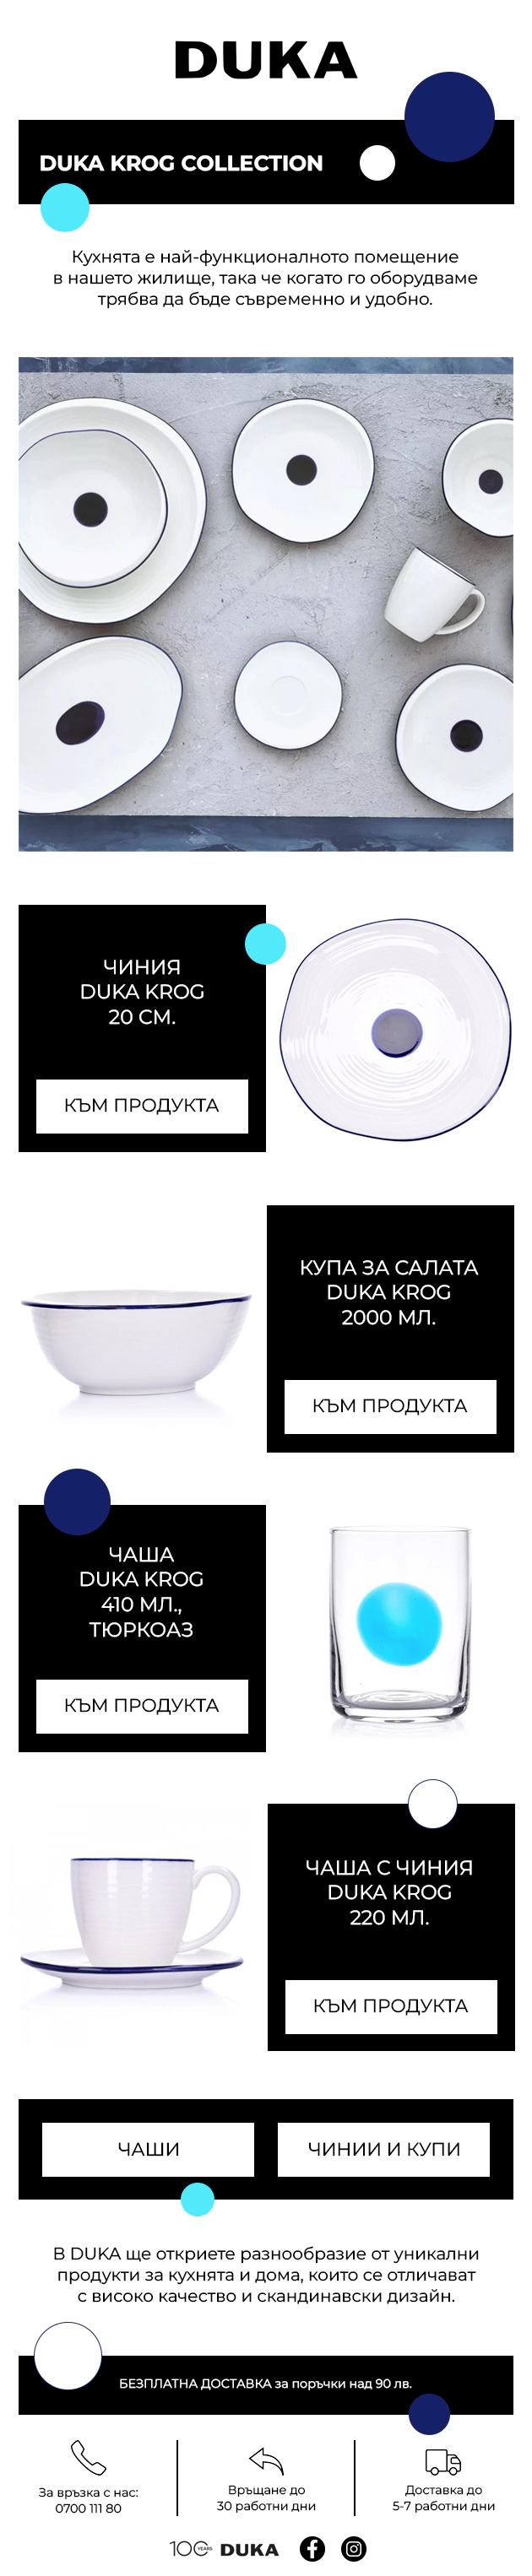 DUKA
DUKA KROG COLLECTION
Кухнята е най-функционалното помещение
в нашето жилище, така че когато го оборудваме
трябва да бъде съвременно и удобно.
ЧИНИЯ
DUKA KROG
20 СМ.
КЪМ ПРОДУКТА
КУПА ЗА САЛАТА
DUKA KROG
2000 МЛ.
КЪМ ПРОДУКТА
ЧАША
DUKA KROG
410 МЛ.,
ТЮРКОАЗ
КЪМ ПРОДУКТА
ЧАША С ЧИНИЯ
DUKA KROG
220 МЛ.
КЪМ ПРОДУКТА
ЧАШИ
ЧИНИИ И КУПИ
В DUKA ще откриете разнообразие от уникални
продукти за кухнята и дома, които се отличават
с високо качество и скандинавски дизайн.
БЕЗПЛАТНА ДОСТАВКА за поръчки над 90 лв.
За връзка с нас:
0700 111 80
Връщане до
30 работни дни
Доставка до
5-7 работни дни
100 YEARS DUKA